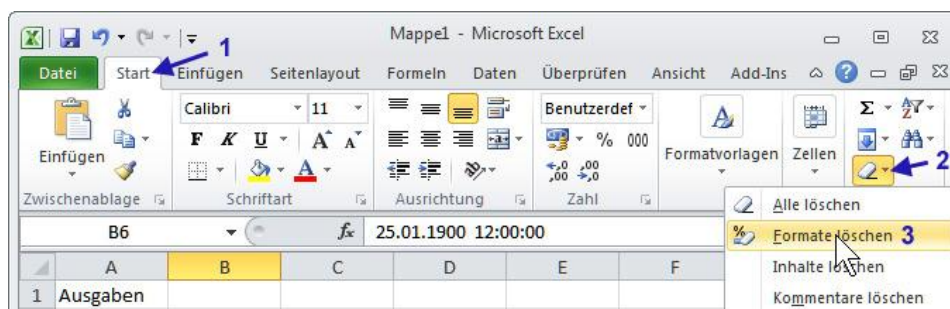 Mappe1 - Microsoft Excel
1
Datei Start Einfügen Seitenlayout Formeln Daten Überprüfen Ansicht Add-Ins
Calibri 11 Benutzerdef Σ
F K U A A % 000 Formatvorlagen Zellen
Einfügen A 2
Zwischenablage Schriftart Ausrichtung Zahl
Alle löschen
B6 fx 25.01.1900 12:00:00
Formate löschen 3
A B C D E F
Inhalte löschen
1 Ausgaben
Kommentare löschen